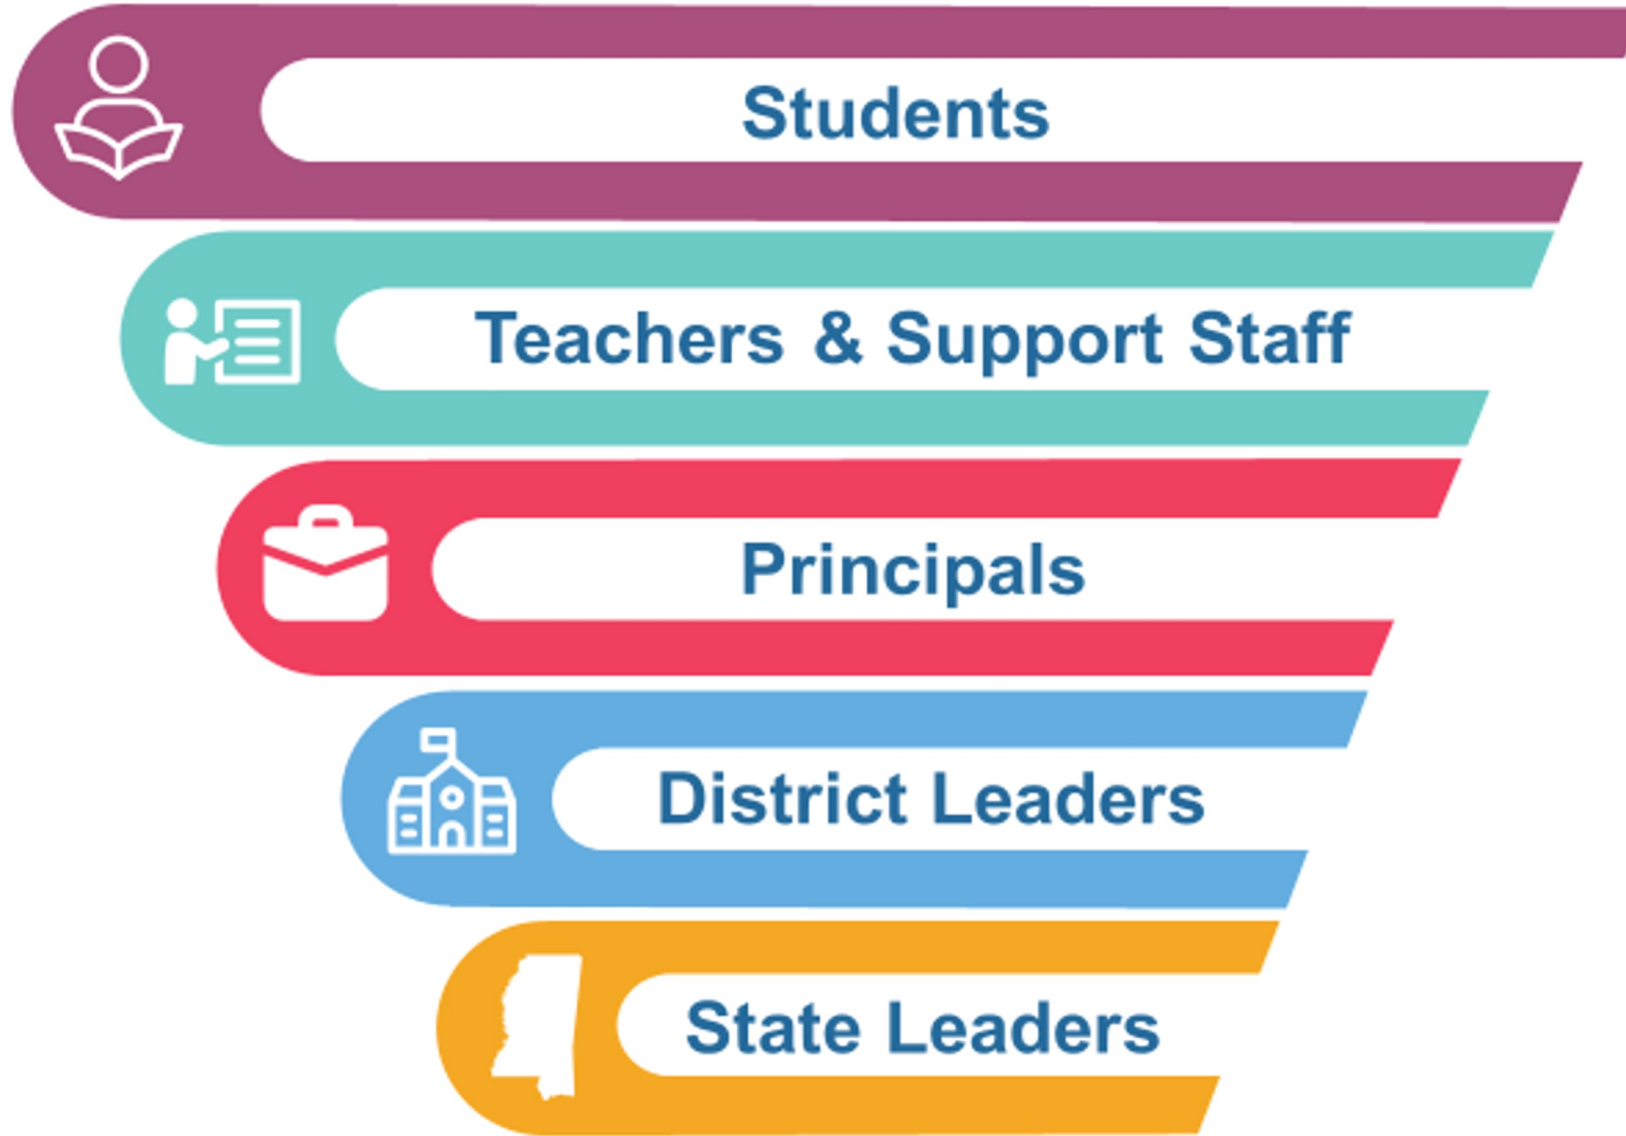 Students
Teachers & Support Staff
Principals
District Leaders
State Leaders